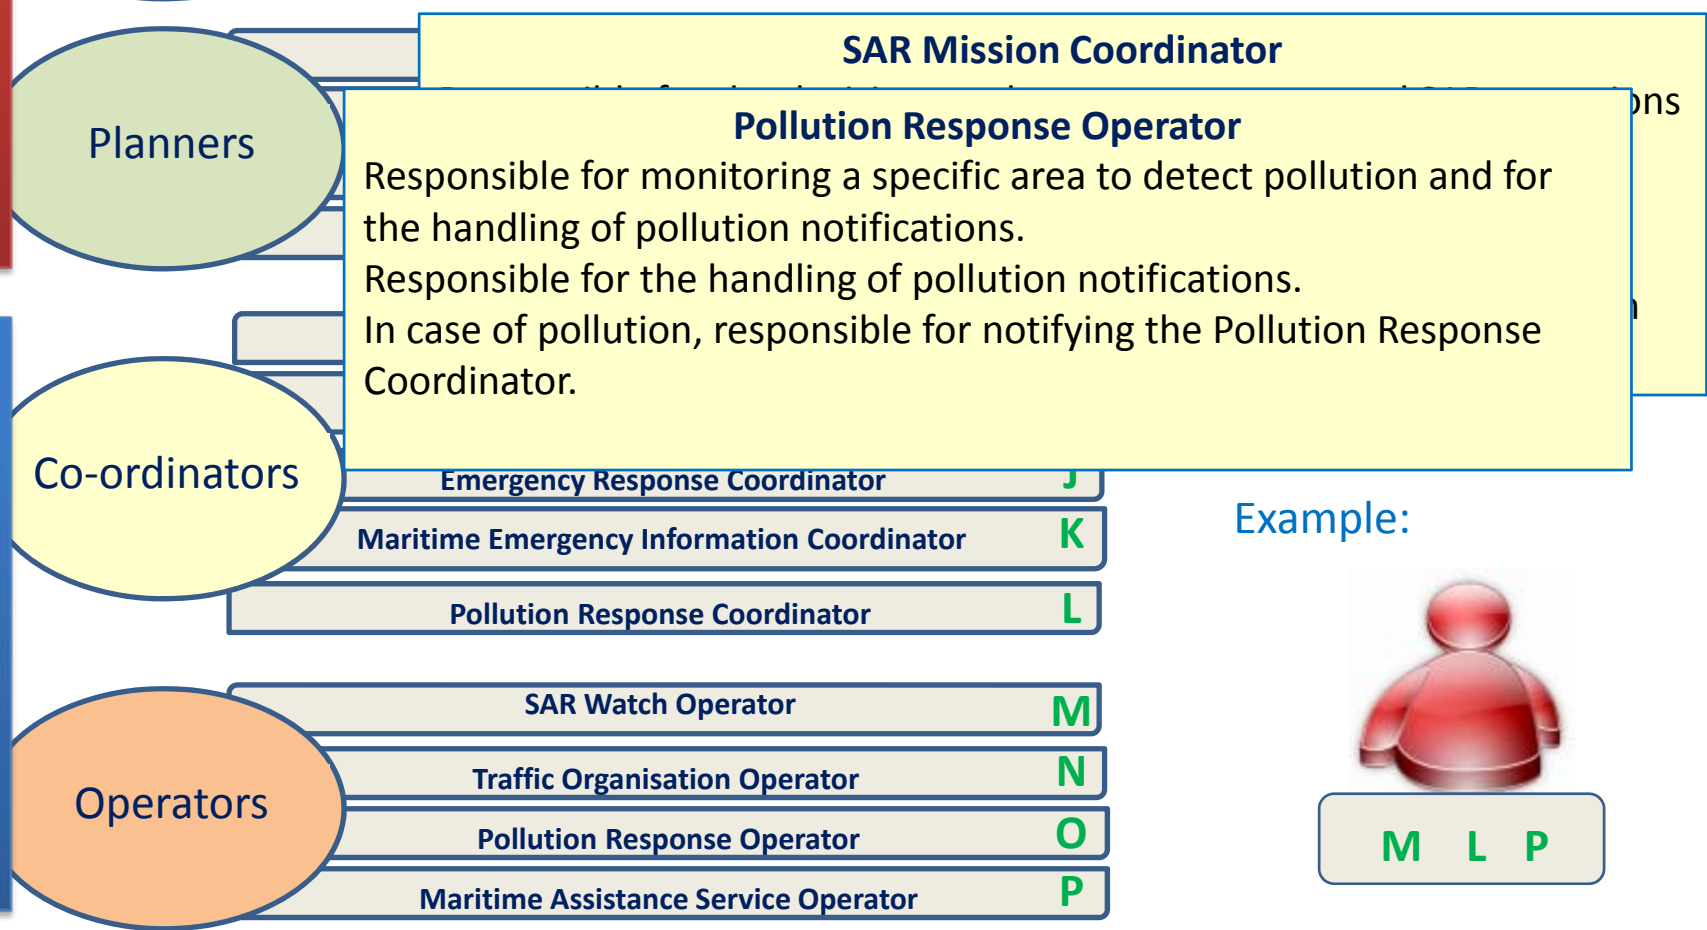 SAR Mission Coordinator
Pollution Response Operator
Responsible for monitoring a specific area to detect pollution and for
the handling of pollution notifications.
Responsible for the handling of pollution notifications.
In case of pollution, responsible for notifying the Pollution Response
Coordinator.
Planners
Co-ordinators
Emergency Response Coordinator J
Maritime Emergency Information Coordinator K
Pollution Response Coordinator L
Operators
SAR Watch Operator M
Traffic Organisation Operator N
Pollution Response Operator O
Maritime Assistance Service Operator P
Example:
M L P